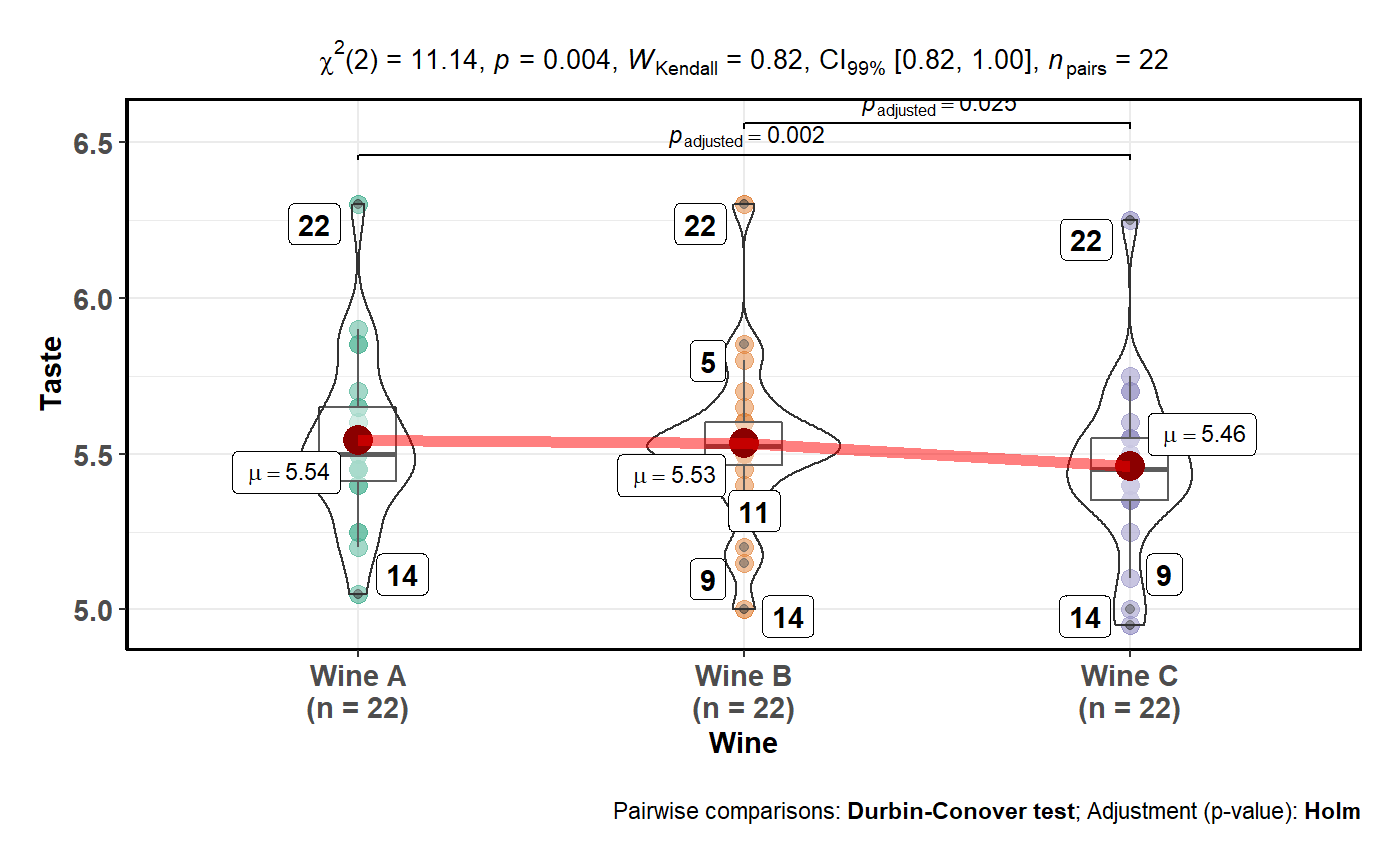 χ2(2) = 11.14, p = 0.004, WKendall = 0.82, CI99% [0.82, 1.00], npairs = 22
padjusted = 0.025
padjusted = 0.002
6.5
6.0
5.5
5.0
Taste
22
22
22
5
μ = 5.54
μ = 5.53
μ = 5.46
11
14
9
9
14
14
Wine A
(n = 22)
Wine B
(n = 22)
Wine C
(n = 22)
Wine
Pairwise comparisons: Durbin-Conover test; Adjustment (p-value): Holm